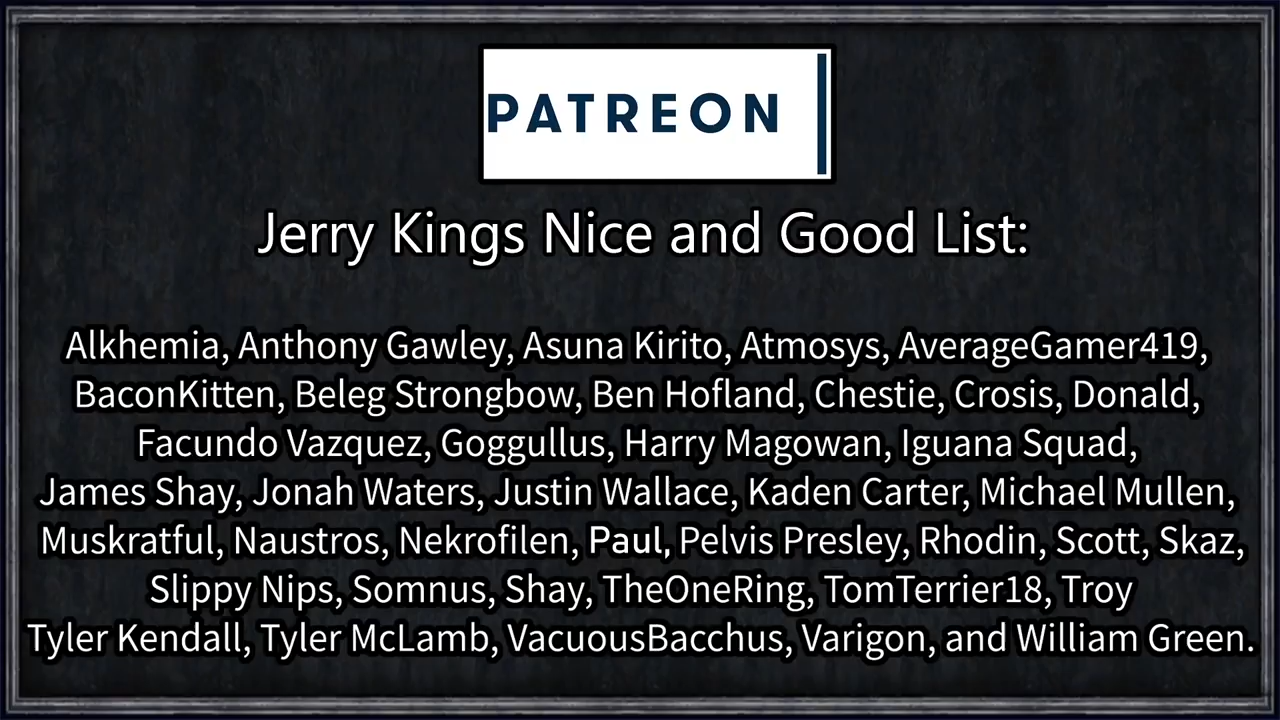 PATREON
Jerry Kings Nice and Good List:
Alkhemia, Anthony Gawley, Asuna Kirito, Atmosys, AverageGamer419,
BaconKitten, Beleg Strongbow, Ben Hofland, Chestie, Crosis, Donald,
Facundo Vazquez, Goggullus, Harry Magowan, Iguana Squad,
James Shay, Jonah Waters, Justin Wallace, Kaden Carter, Michael Mullen,
Muskratful, Naustros, Nekrofilen, Paul, Pelvis Presley, Rhodin, Scott, Skaz,
Slippy Nips, Somnus, Shay, TheOneRing, TomTerrier18, Troy
Tyler Kendall, Tyler McLamb, VacuousBacchus, Varigon, and William Green.